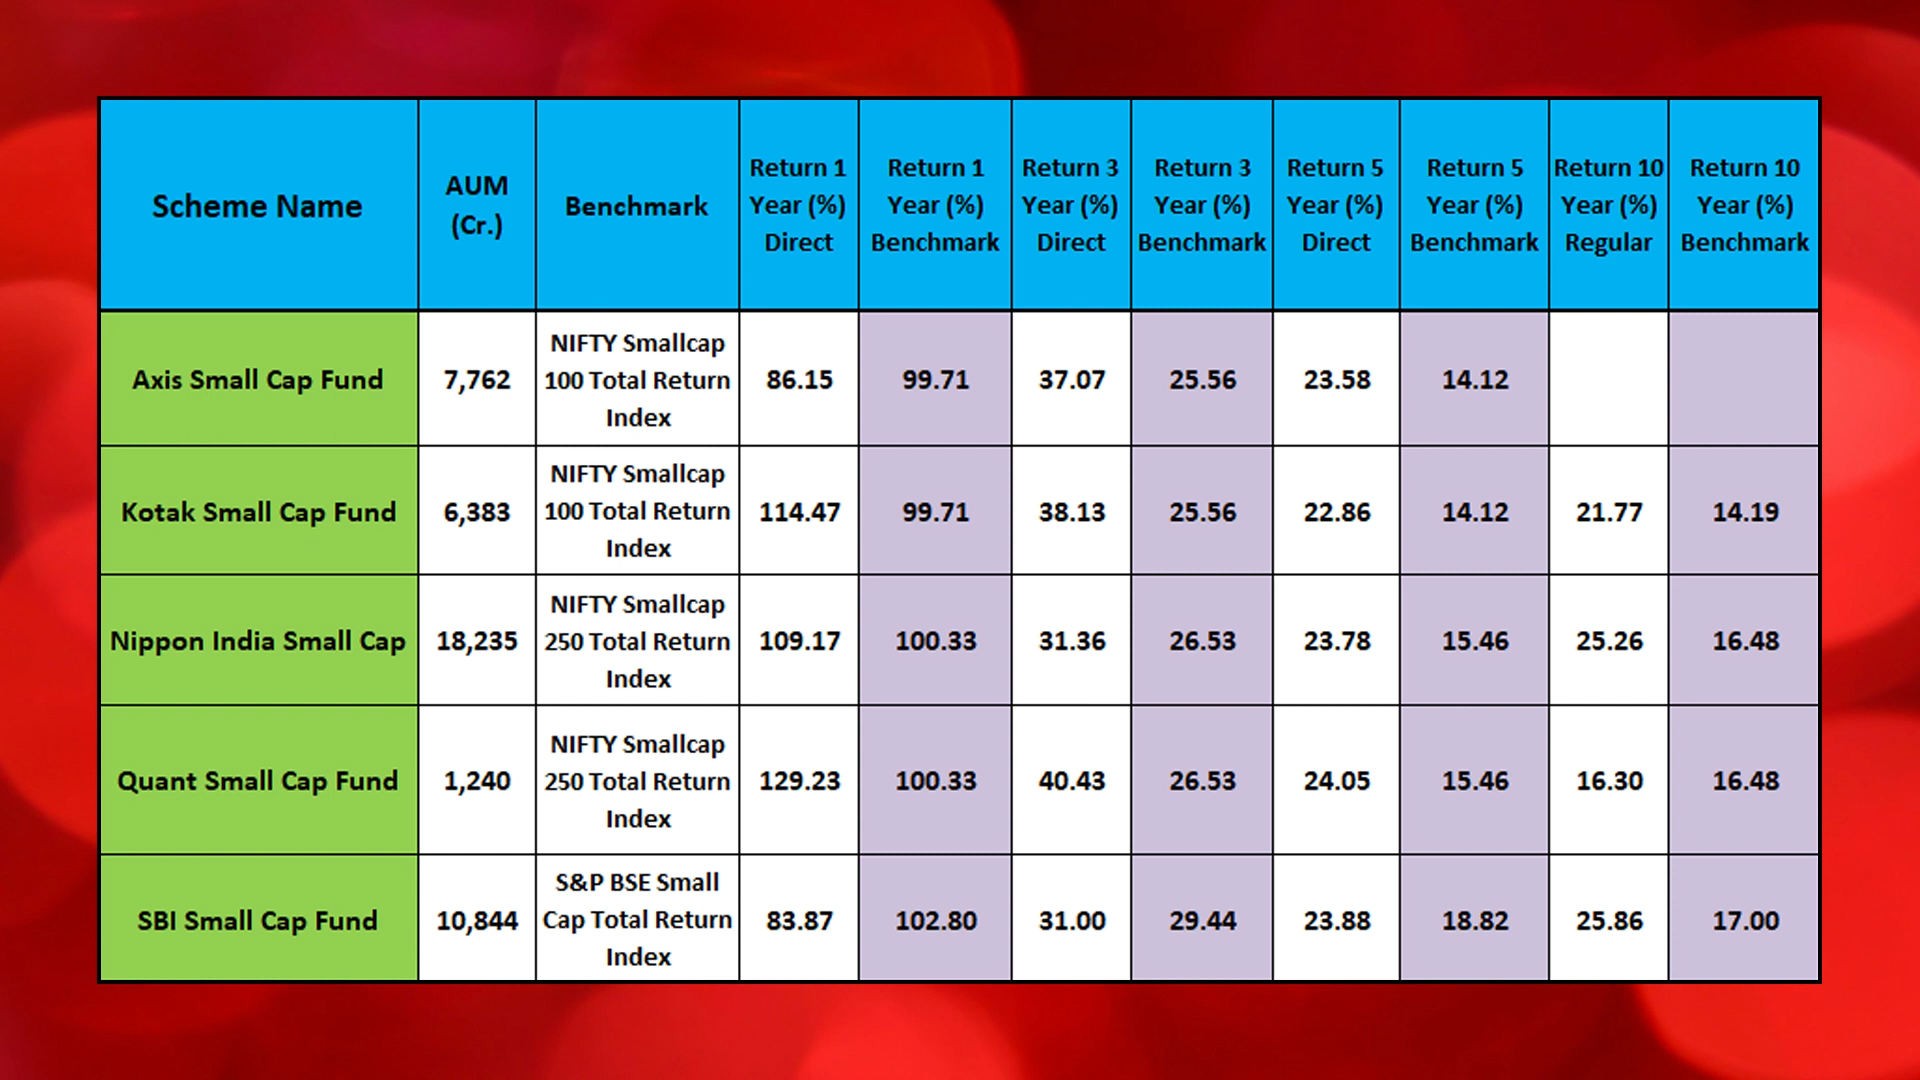 Scheme Name
AUM
(Cr.)
Benchmark
Return 1
Year (%)
Direct
Return 1
Year (%)
Benchmark
Return 3
Year (%)
Direct
Return 3
Year (%)
Benchmark
Return 5
Year (%)
Direct
Return 5
Year (%)
Benchmark
Return 10
Year (%)
Regular
Return 10
Year (%)
Benchmark
Axis Small Cap Fund
7,762
NIFTY Smallcap
100 Total Return
Index
86.15
99.71
37.07
25.56
23.58
14.12
Kotak Small Cap Fund
6,383
NIFTY Smallcap
100 Total Return
Index
114.47
99.71
38.13
25.56
22.86
14.12
21.77
14.19
Nippon India Small Cap
18,235
NIFTY Smallcap
250 Total Return
Index
109.17
100.33
31.36
26.53
23.78
15.46
25.26
16.48
Quant Small Cap Fund
1,240
NIFTY Smallcap
250 Total Return
Index
129.23
100.33
40.43
26.53
24.05
15.46
16.30
16.48
SBI Small Cap Fund
10,844
S&P BSE Small
Cap Total Return
Index
83.87
102.80
31.00
29.44
23.88
18.82
25.86
17.00